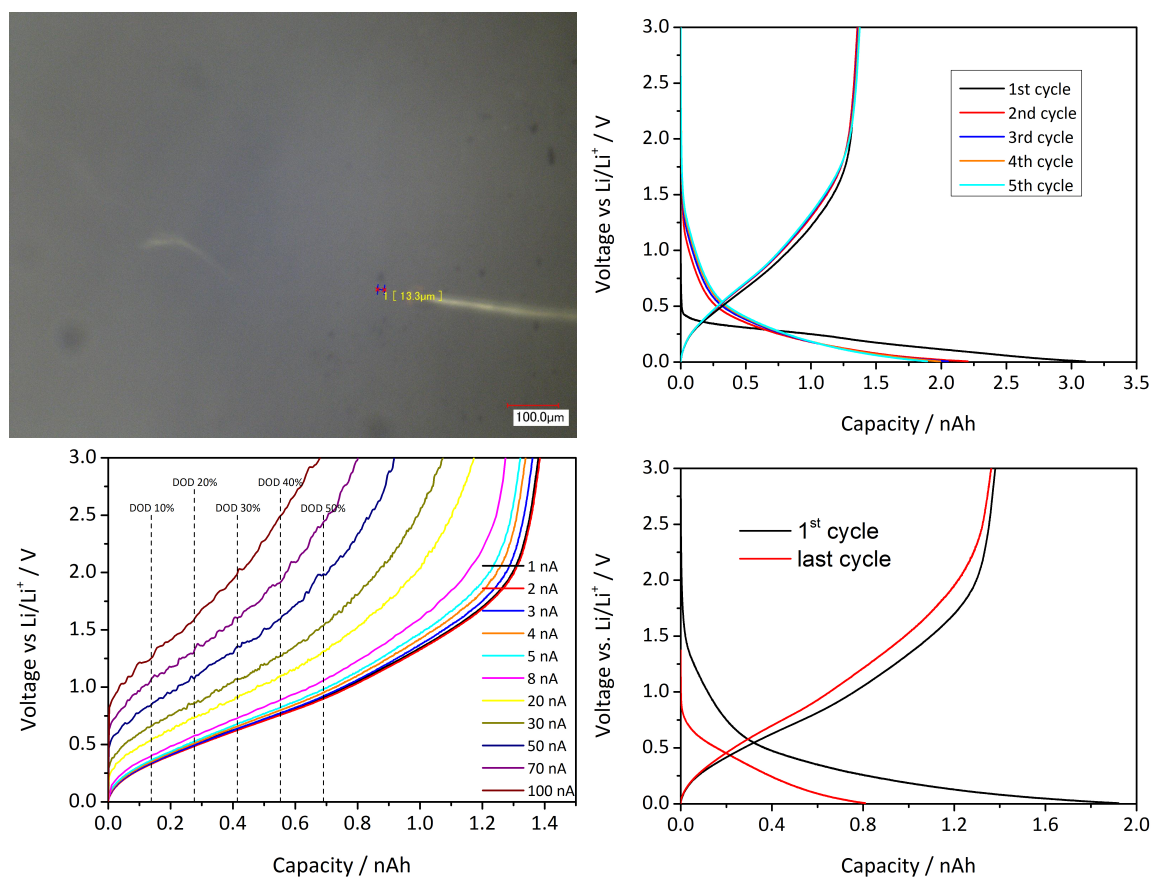 1 [ 13.3μm ]
100.0μm
3.0
2.5
2.0
1.5
1.0
0.5
0.0
0.0 0.5 1.0 1.5 2.0 2.5 3.0 3.5
Voltage vs Li/Li⁺ / V
Capacity / nAh
1st cycle
2nd cycle
3rd cycle
4th cycle
5th cycle
3.0
2.5
2.0
1.5
1.0
0.5
0.0
0.0 0.2 0.4 0.6 0.8 1.0 1.2 1.4
Voltage vs Li/Li⁺ / V
Capacity / nAh
DOD 10%
DOD 20%
DOD 30%
DOD 40%
DOD 50%
1 nA
2 nA
3 nA
4 nA
5 nA
8 nA
20 nA
30 nA
50 nA
70 nA
100 nA
3.0
2.5
2.0
1.5
1.0
0.5
0.0
0.0 0.4 0.8 1.2 1.6 2.0
Voltage vs. Li/Li⁺ / V
Capacity / nAh
1ˢᵗ cycle
last cycle